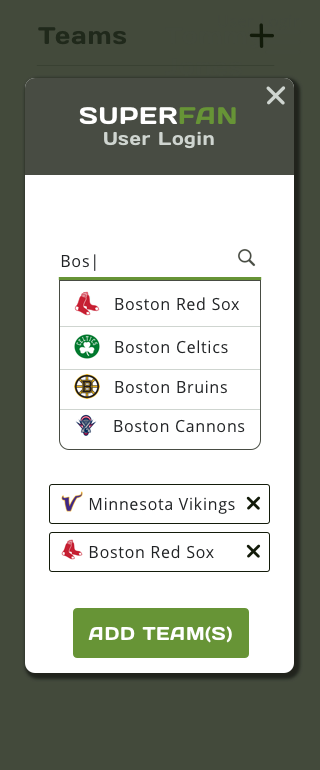 Teams
SUPERFAN
User Login
Bos
Boston Red Sox
Boston Celtics
Boston Bruins
Boston Cannons
Minnesota Vikings
Boston Red Sox
ADD TEAM(S)